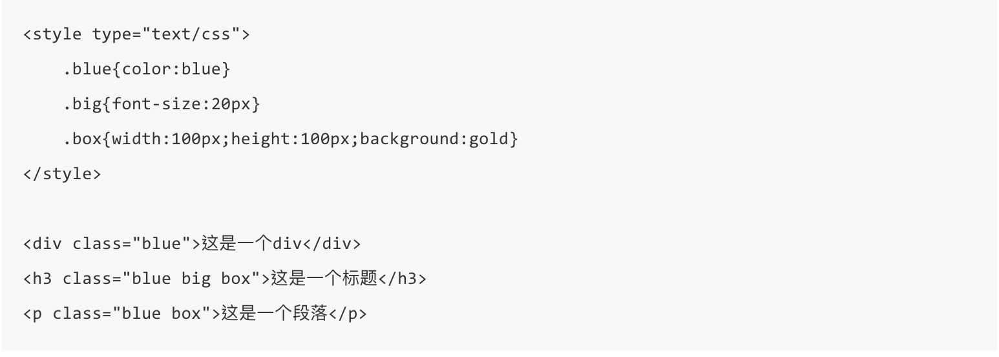 <style type="text/css">
    .blue{color:blue}
    .big{font-size:20px}
    .box{width:100px;height:100px;background:gold}
</style>

<div class="blue">这是一个div</div>
<h3 class="blue big box">这是一个标题</h3>
<p class="blue box">这是一个段落</p>